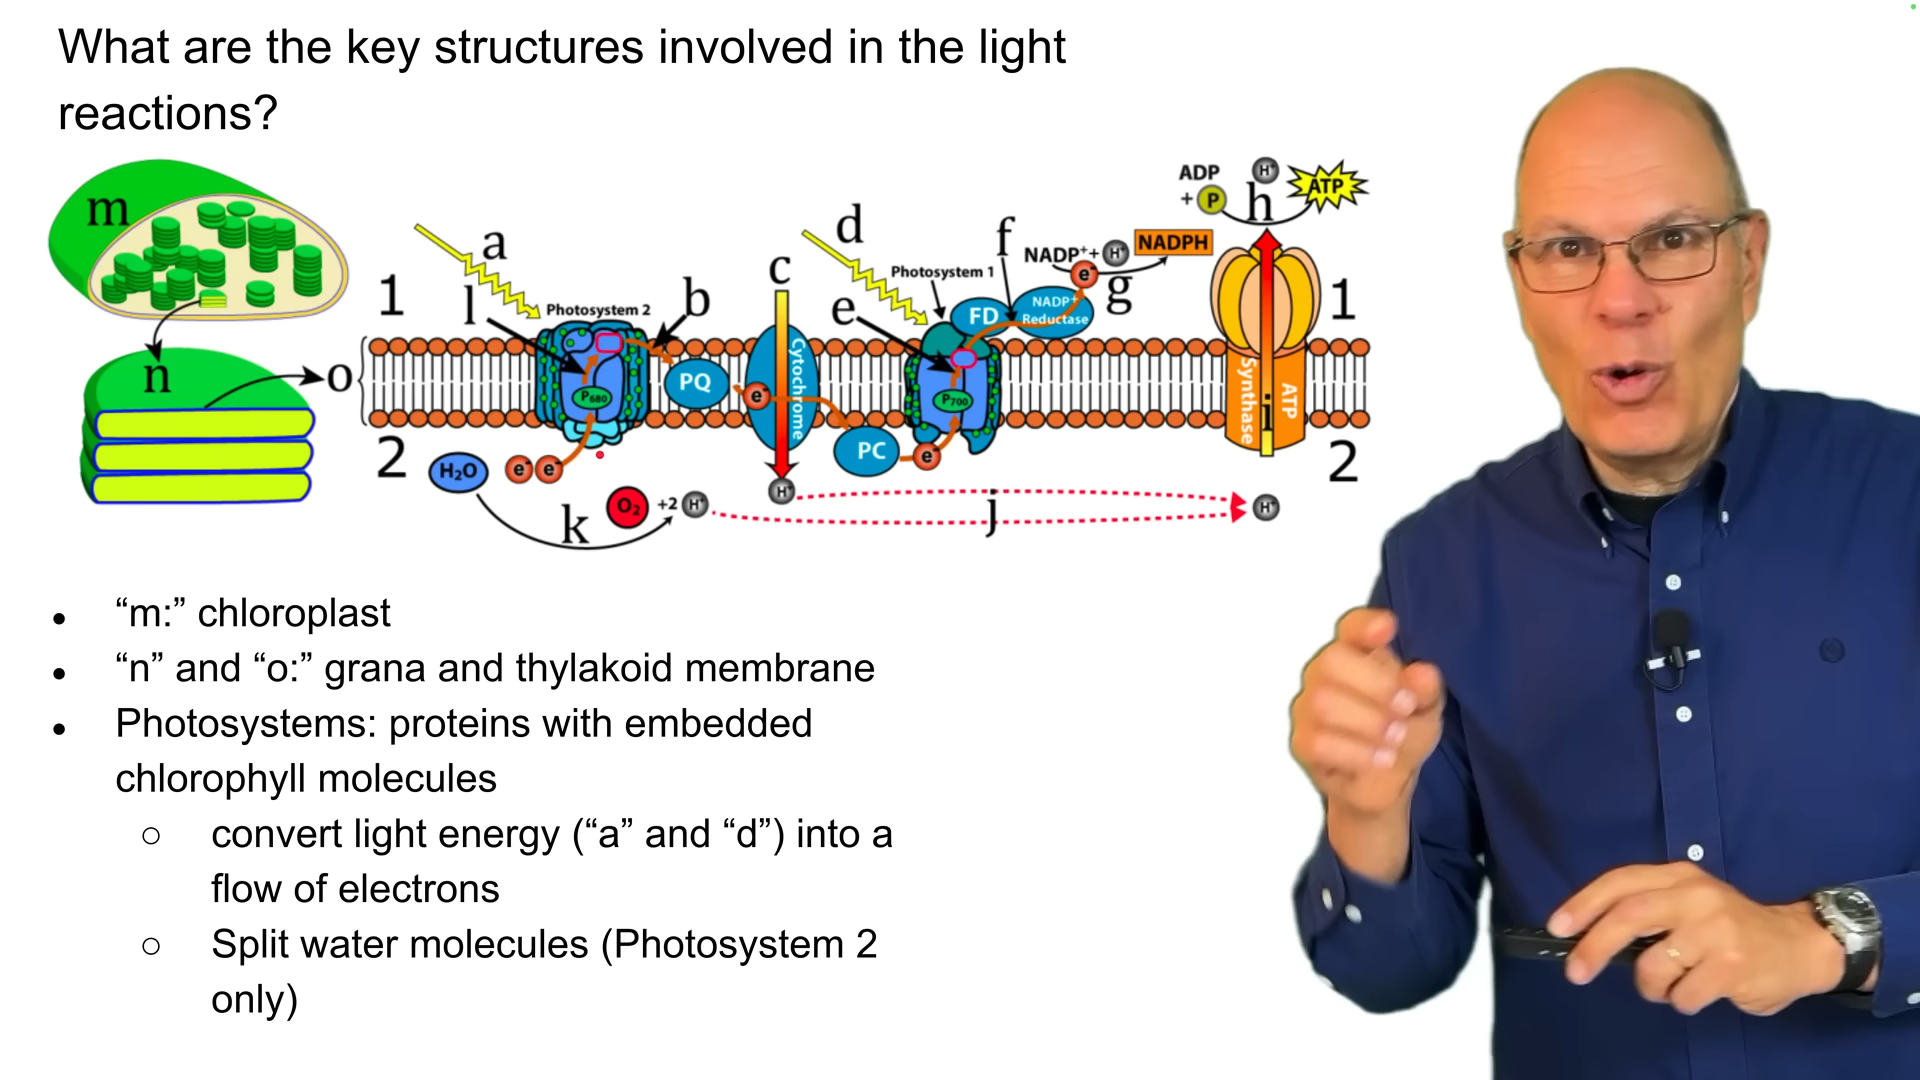 What are the key structures involved in the light
reactions?
m
n
o
1
2
a
l
Photosystem 2
b
P680
PQ
H₂O
e⁻ e⁻
k
O₂ +2 H⁺
c
Cytochrome
e⁻
H⁺
PC
e⁻
d
e
Photosystem 1
P700
f
FD
NADP⁺
Reductase
NADP⁺+ H⁺
NADPH
e⁻
g
j
H⁺
ADP
+ P
H⁺
h
ATP
i
ATP
Synthase
1
2
● “m:” chloroplast
● “n” and “o:” grana and thylakoid membrane
● Photosystems: proteins with embedded
chlorophyll molecules
○ convert light energy (“a” and “d”) into a
flow of electrons
○ Split water molecules (Photosystem 2
only)